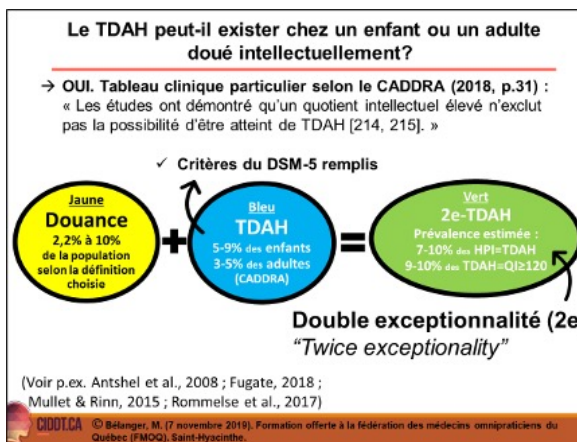 Le TDAH peut-il exister chez un enfant ou un adulte
doué intellectuellement?
→ OUI. Tableau clinique particulier selon le CADDRA (2018, p.31) :
« Les études ont démontré qu'un quotient intellectuel élevé n'exclut
pas la possibilité d'être atteint de TDAH [214, 215]. »
✓ Critères du DSM-5 remplis
Jaune
Douance
2,2% à 10%
de la population
selon la définition
choisie
+
Bleu
TDAH
5-9% des enfants
3-5% des adultes
(CADDRA)
=
Vert
2e-TDAH
Prévalence estimée :
7-10% des HPI=TDAH
9-10% des TDAH=QI≥120
Double exceptionnalité (2e
"Twice exceptionality"
(Voir p.ex. Antshel et al., 2008 ; Fugate, 2018 ;
Mullet & Rinn, 2015 ; Rommelse et al., 2017)
CIDDT.CA © Bélanger, M. (7 novembre 2019). Formation offerte à la fédération des médecins omnipraticiens du
Québec (FMOQ). Saint-Hyacinthe.